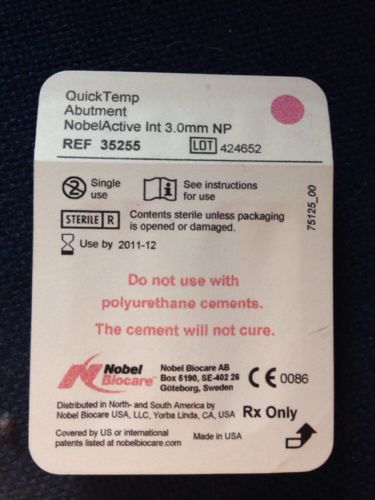 QuickTemp
Abutment
NobelActive Int 3.0mm NP
REF 35255 LOT 424652
2 Single use
i See instructions for use
STERILE R Contents sterile unless packaging is opened or damaged.
Use by 2011-12
75125_00
Do not use with
polyurethane cements.
The cement will not cure.
Nobel Biocare™
Nobel Biocare AB
Box 5190, SE-402 26
Göteborg, Sweden
CE 0086
Distributed in North- and South America by
Nobel Biocare USA, LLC, Yorba Linda, CA, USA
Rx Only
Covered by US or international
patents listed at nobelbiocare.com
Made in USA